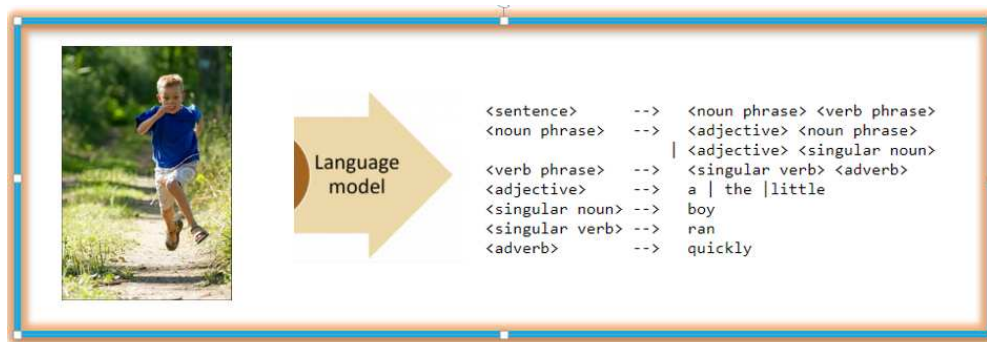 Language
model
<sentence> --> <noun phrase> <verb phrase>
<noun phrase> --> <adjective> <noun phrase>
| <adjective> <singular noun>
<verb phrase> --> <singular verb> <adverb>
<adjective> --> a | the |little
<singular noun> --> boy
<singular verb> --> ran
<adverb> --> quickly